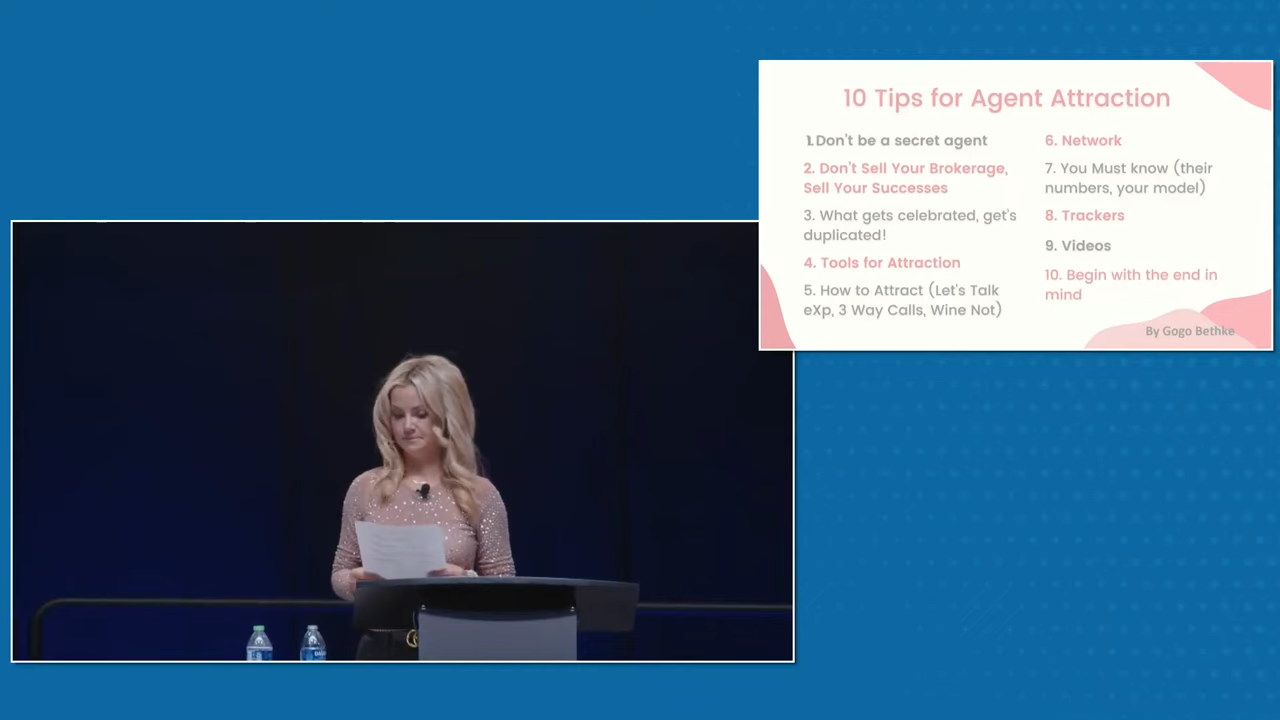 10 Tips for Agent Attraction
1. Don't be a secret agent
2. Don't Sell Your Brokerage,
Sell Your Successes
3. What gets celebrated, get's
duplicated!
4. Tools for Attraction
5. How to Attract (Let's Talk
eXp, 3 Way Calls, Wine Not)
6. Network
7. You Must know (their
numbers, your model)
8. Trackers
9. Videos
10. Begin with the end in
mind
By Gogo Bethke